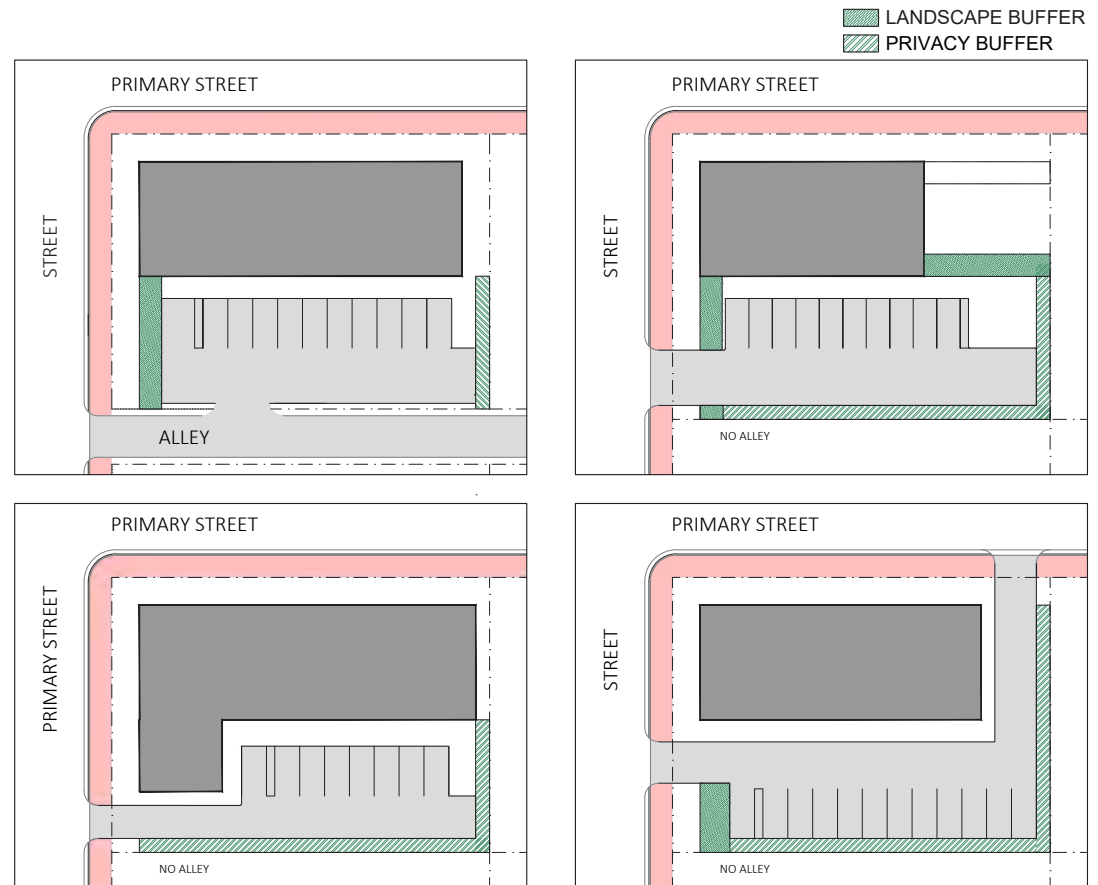 LANDSCAPE BUFFER
PRIVACY BUFFER
PRIMARY STREET
STREET
ALLEY
PRIMARY STREET
STREET
NO ALLEY
PRIMARY STREET
PRIMARY STREET
NO ALLEY
PRIMARY STREET
STREET
NO ALLEY